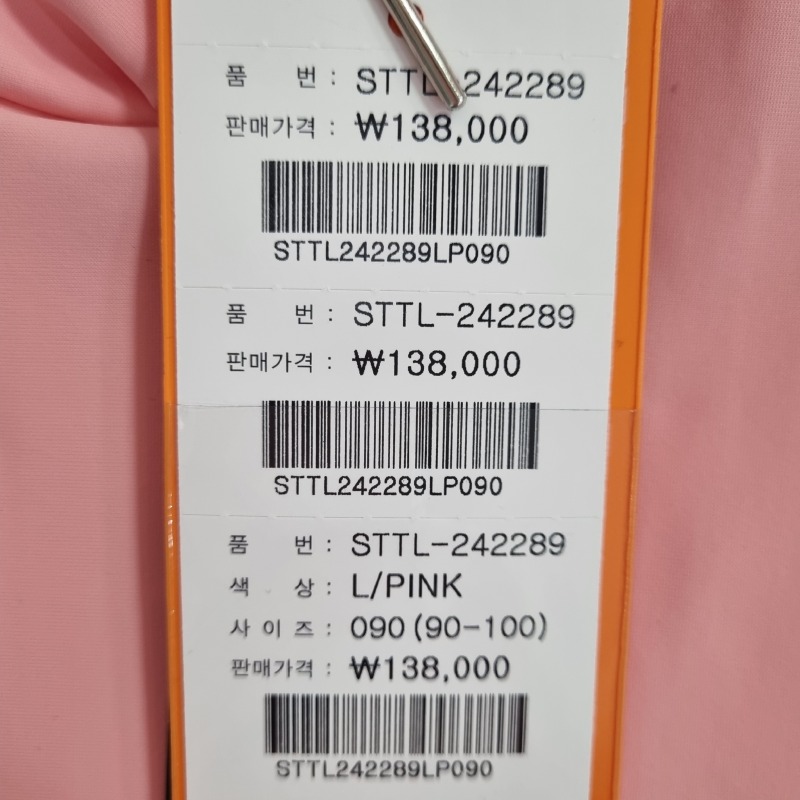 품 번 : STTL-242289
판매가격 : ₩138,000
STTL242289LP090
품 번 : STTL-242289
판매가격 : ₩138,000
STTL242289LP090
품 번 : STTL-242289
색 상 : L/PINK
사 이 즈 : 090 (90-100)
판매가격 : ₩138,000
STTL242289LP090